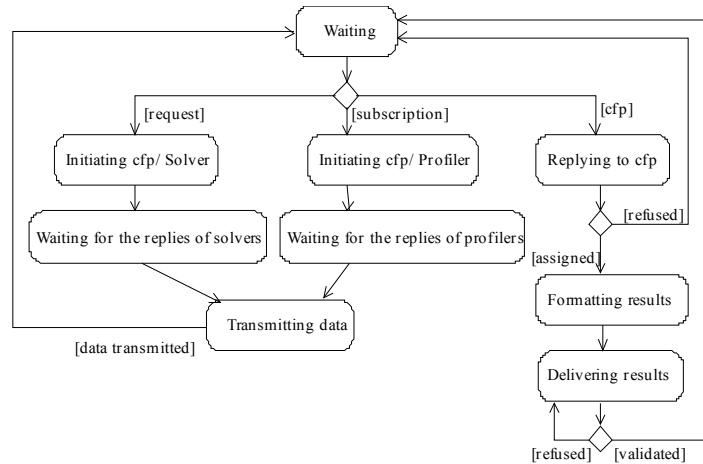 Waiting
[request]
[subscription]
[cfp]
Initiating cfp/ Solver
Initiating cfp/ Profiler
Replying to cfp
[refused]
Waiting for the replies of solvers
Waiting for the replies of profilers
[assigned]
Formatting results
Transmitting data
[data transmitted]
Delivering results
[refused]
[validated]